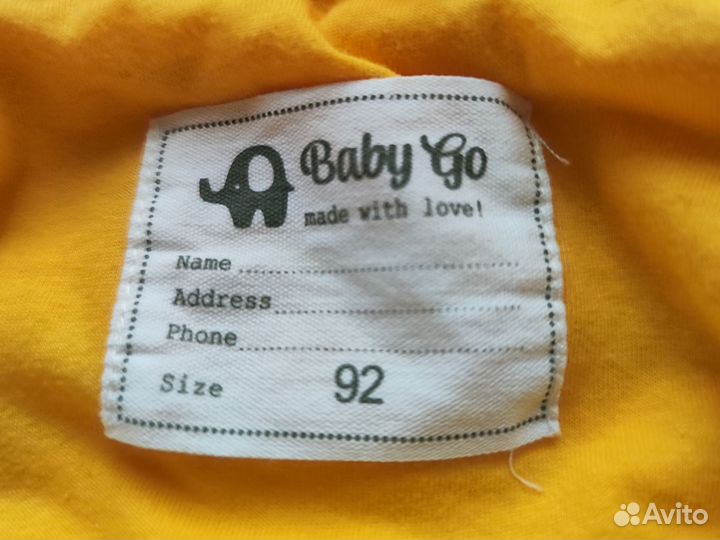 Baby Go
made with love!
Name
Address
Phone
Size 92
Avito